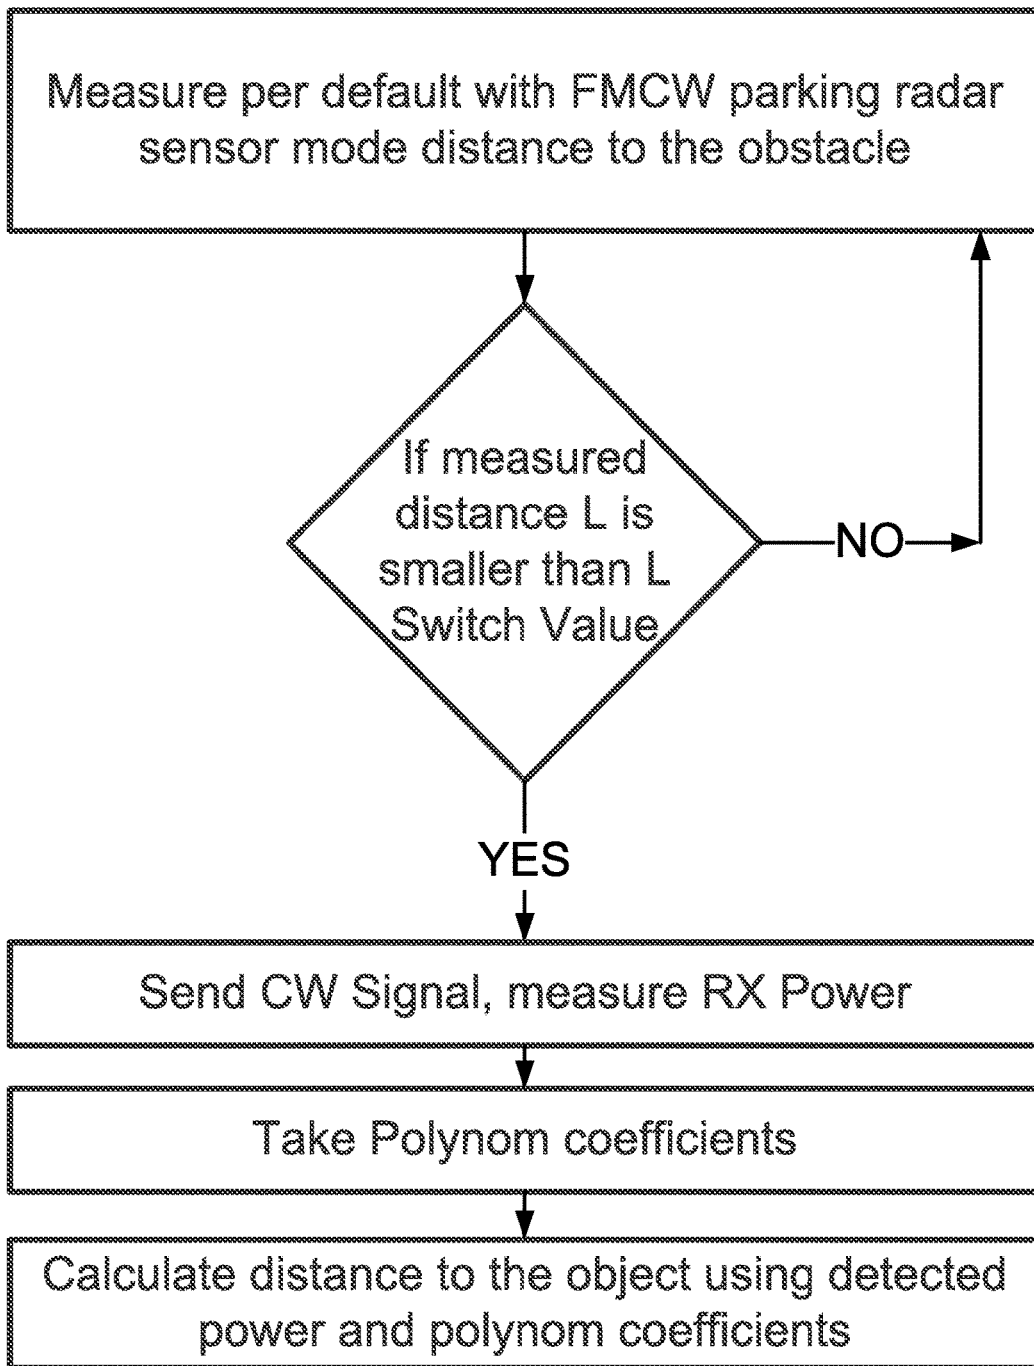 Measure per default with FMCW parking radar
sensor mode distance to the obstacle
If measured
distance L is
smaller than L
Switch Value
NO
YES
Send CW Signal, measure RX Power
Take Polynom coefficients
Calculate distance to the object using detected
power and polynom coefficients